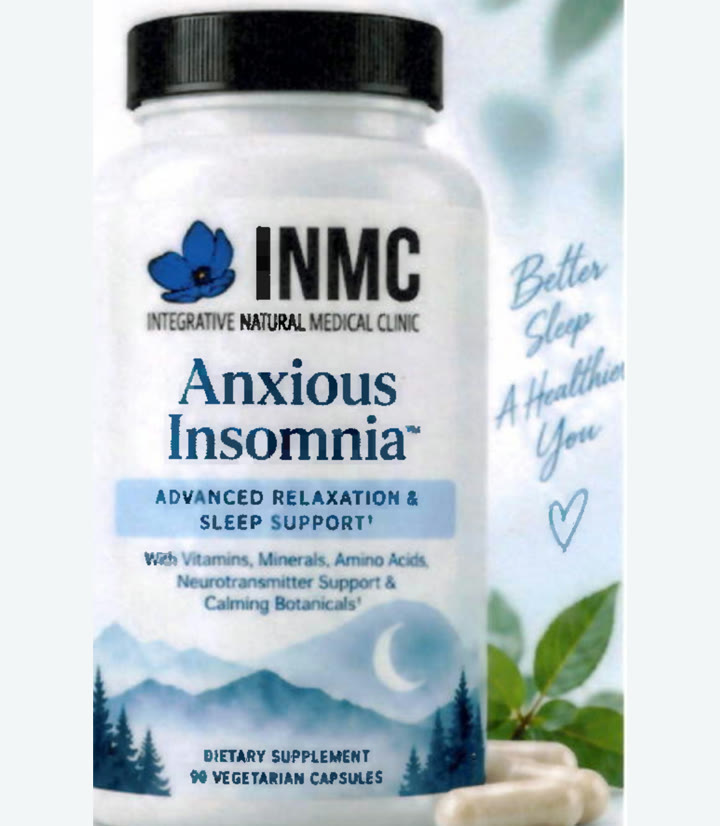 INMC
INTEGRATIVE NATURAL MEDICAL CLINIC
Anxious
Insomnia™
ADVANCED RELAXATION &
SLEEP SUPPORT†
With Vitamins, Minerals, Amino Acids,
Neurotransmitter Support &
Calming Botanicals†
DIETARY SUPPLEMENT
90 VEGETARIAN CAPSULES
Better
Sleep
A Healthier
You